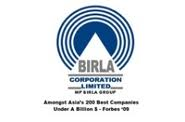 BIRLA
CORPORATION
LIMITED
MP BIRLA GROUP
Amongst Asia's 200 Best Companies
Under A Billion $ - Forbes '09